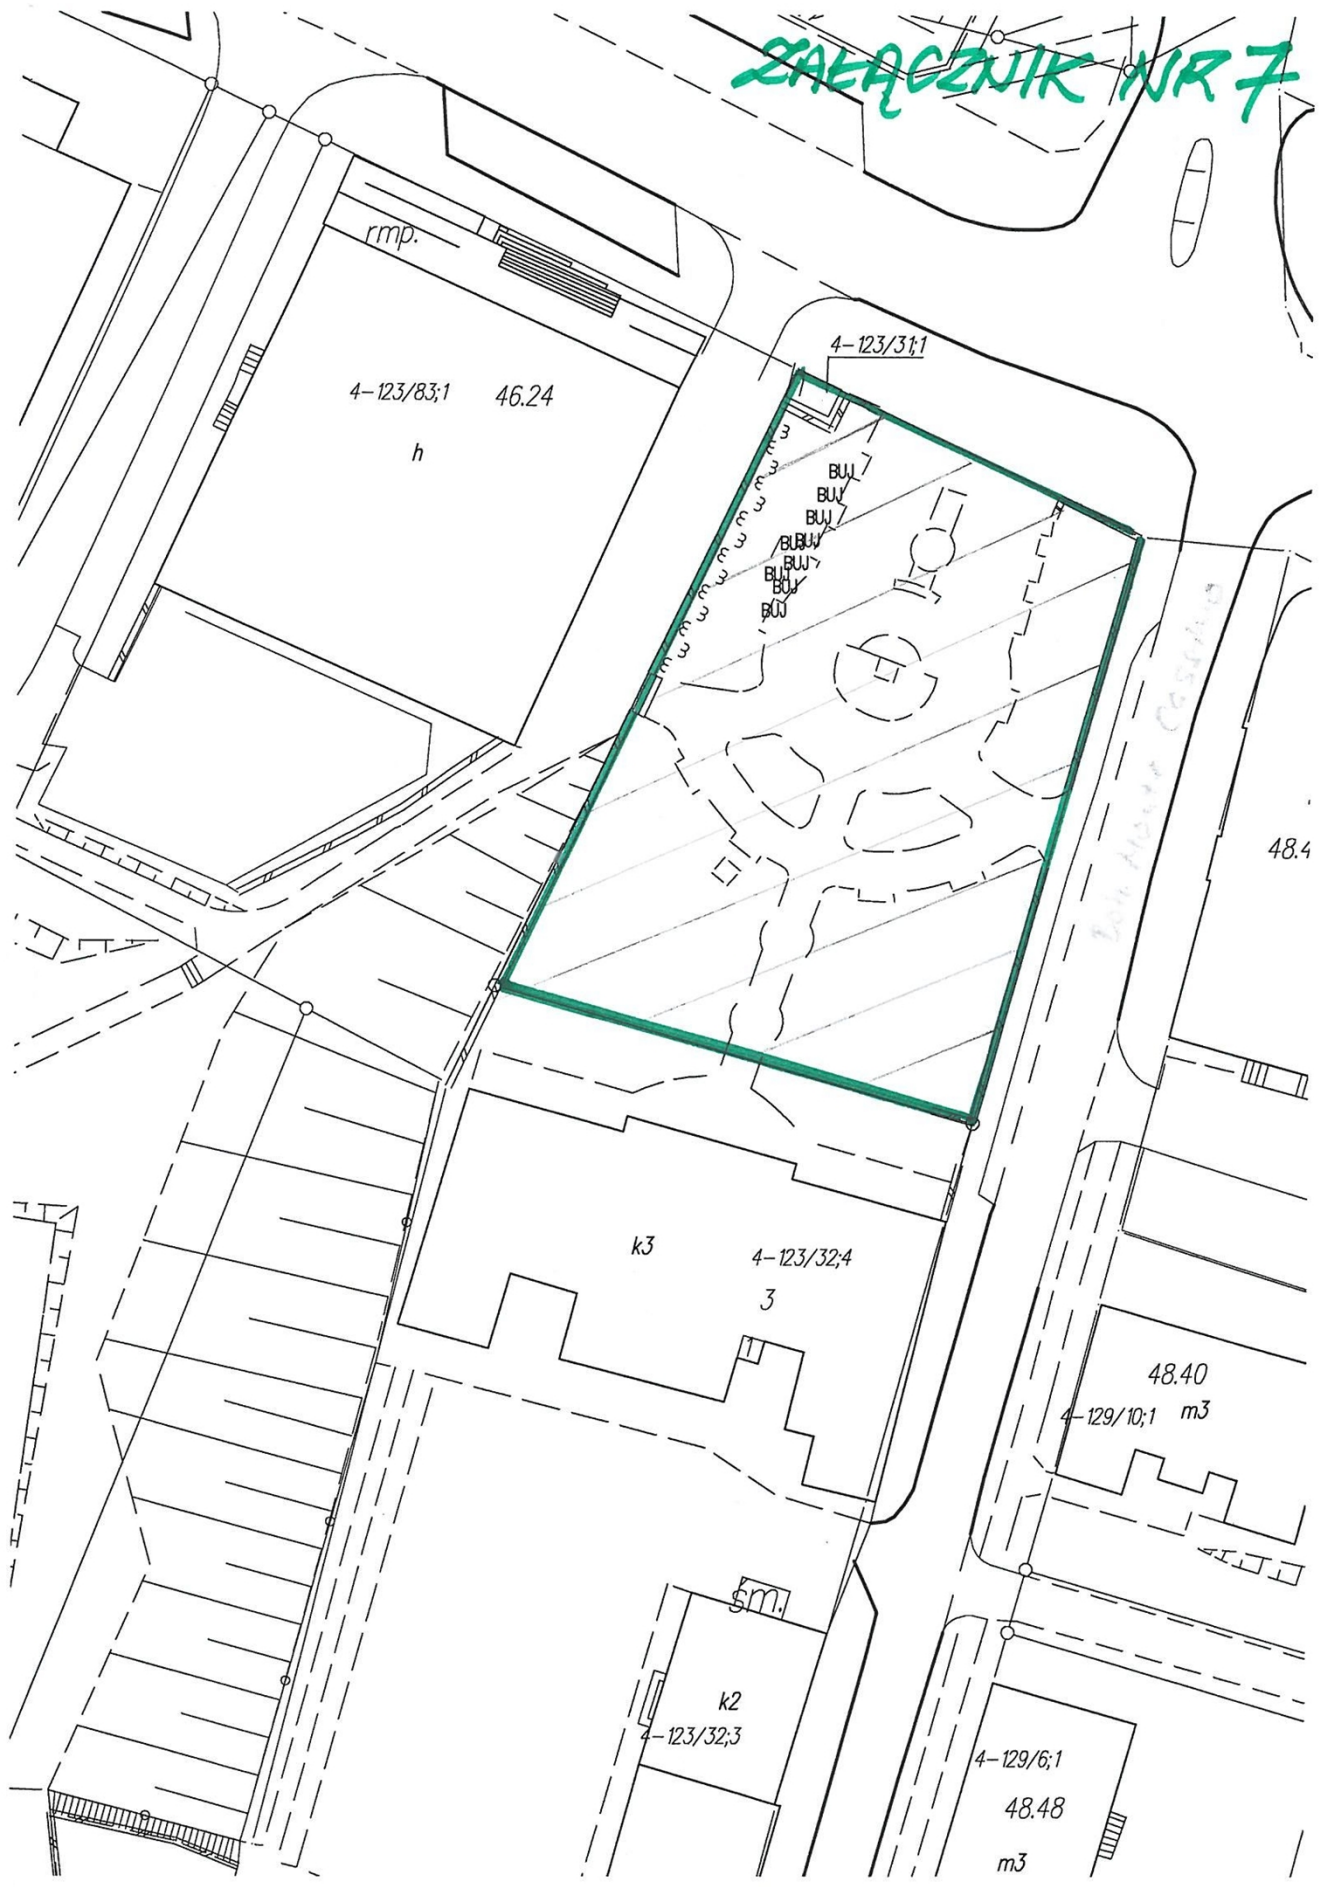 ZAŁĄCZNIK NR 7
rmp.
4-123/31;1
4-123/83;1 46.24
h
BUJ
BUJ
BUJ
BUJ BUJ
BUJ
BUJ
BUJ
BUJ
48.4
k3
4-123/32;4
3
48.40
4-129/10;1 m3
śm.
k2
4-123/32;3
4-129/6;1
48.48
m3